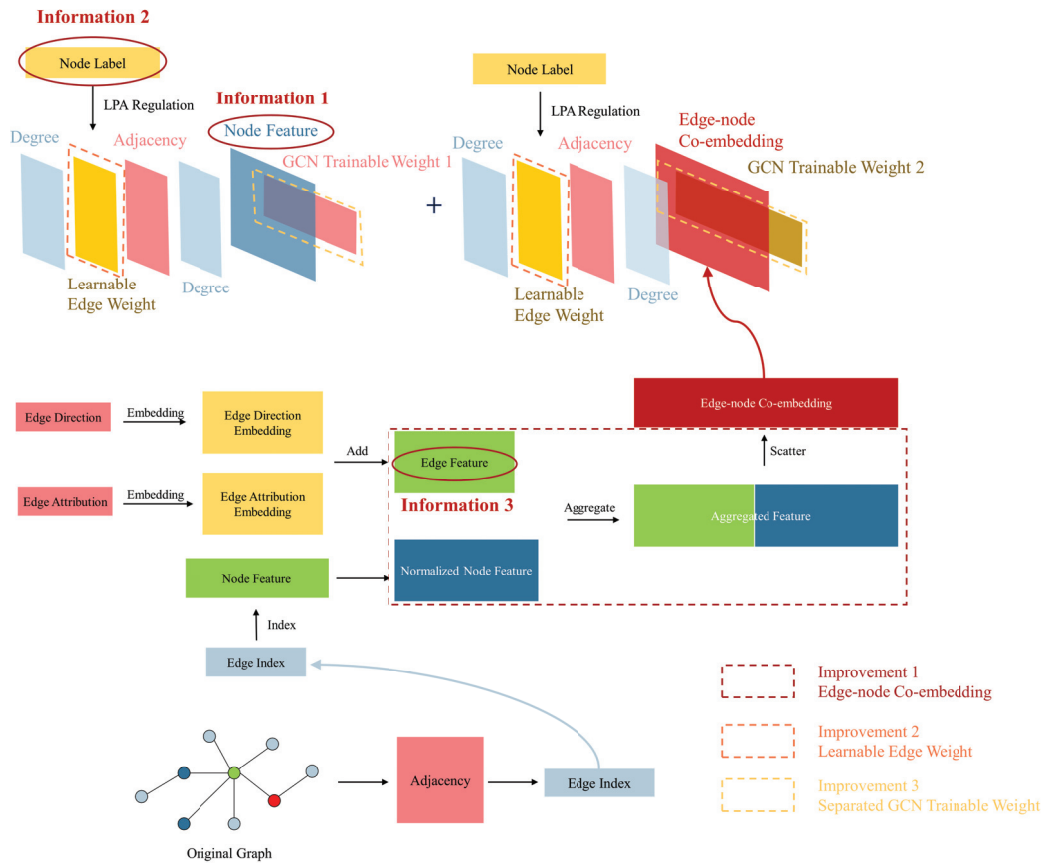 Information 2
Node Label
LPA Regulation
Information 1
Degree
Adjacency
Node Feature
GCN Trainable Weight 1
Learnable
Edge Weight
Degree
+
Node Label
LPA Regulation
Degree
Adjacency
Edge-node
Co-embedding
GCN Trainable Weight 2
Learnable
Edge Weight
Degree
Edge Direction
Embedding
Edge Direction
Embedding
Edge Attribution
Embedding
Edge Attribution
Embedding
Add
Edge Feature
Information 3
Node Feature
Normalized Node Feature
Aggregate
Aggregated Feature
Scatter
Edge-node Co-embedding
Index
Edge Index
Original Graph
Adjacency
Edge Index
Improvement 1
Edge-node Co-embedding
Improvement 2
Learnable Edge Weight
Improvement 3
Separated GCN Trainable Weight